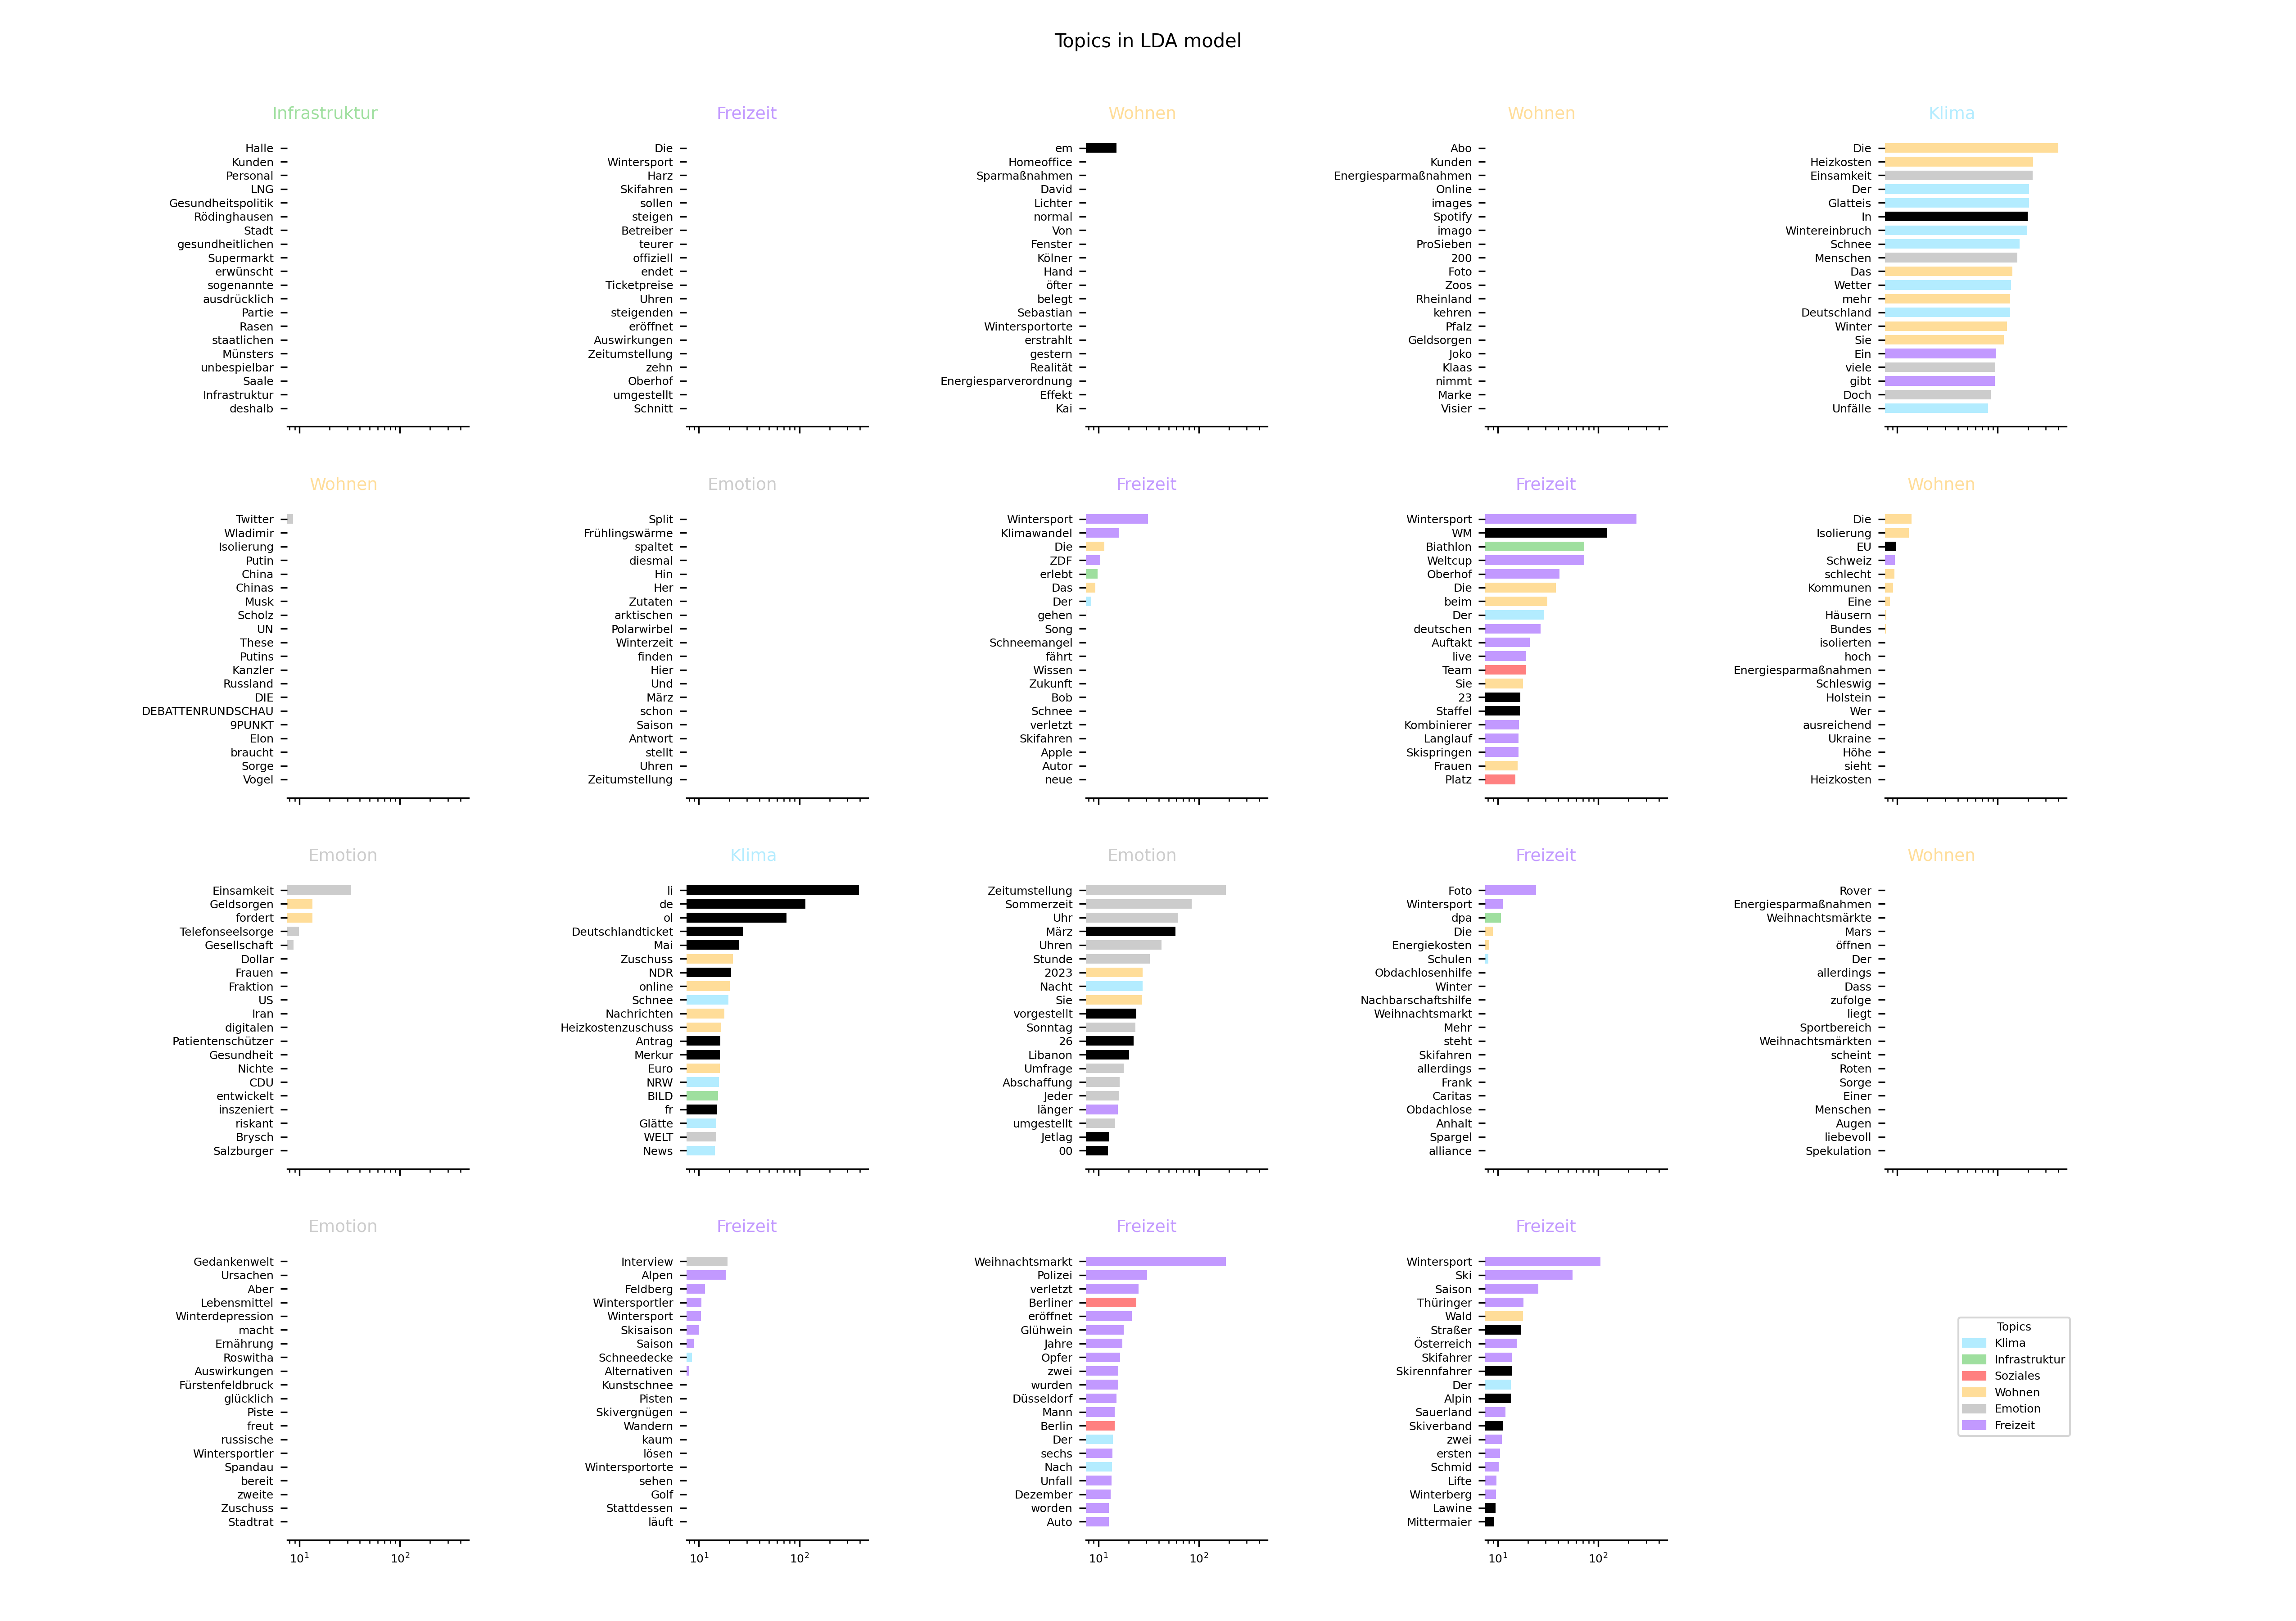 Topics in LDA model
Infrastruktur
Halle
Kunden
Personal
LNG
Gesundheitspolitik
Rödinghausen
Stadt
gesundheitlichen
Supermarkt
erwünscht
sogenannte
ausdrücklich
Partie
Rasen
staatlichen
Münsters
unbespielbar
Saale
Infrastruktur
deshalb
Freizeit
Die
Wintersport
Harz
Skifahren
sollen
steigen
Betreiber
teurer
offiziell
endet
Ticketpreise
Uhren
steigenden
eröffnet
Auswirkungen
Zeitumstellung
zehn
Oberhof
umgestellt
Schnitt
Wohnen
em
Homeoffice
Sparmaßnahmen
David
Lichter
normal
Von
Fenster
Kölner
Hand
öfter
belegt
Sebastian
Wintersportorte
erstrahlt
gestern
Realität
Energiesparverordnung
Effekt
Kai
Wohnen
Abo
Kunden
Energiesparmaßnahmen
Online
images
Spotify
imago
ProSieben
200
Foto
Zoos
Rheinland
kehren
Pfalz
Geldsorgen
Joko
Klaas
nimmt
Marke
Visier
Klima
Die
Heizkosten
Einsamkeit
Der
Glatteis
In
Wintereinbruch
Schnee
Menschen
Das
Wetter
mehr
Deutschland
Winter
Sie
Ein
viele
gibt
Doch
Unfälle
Wohnen
Twitter
Wladimir
Isolierung
Putin
China
Chinas
Musk
Scholz
UN
These
Putins
Kanzler
Russland
DIE
DEBATTENRUNDSCHAU
9PUNKT
Elon
braucht
Sorge
Vogel
Emotion
Split
Frühlingswärme
spaltet
diesmal
Hin
Her
Zutaten
arktischen
Polarwirbel
Winterzeit
finden
Hier
Und
März
schon
Saison
Antwort
stellt
Uhren
Zeitumstellung
Freizeit
Wintersport
Klimawandel
Die
ZDF
erlebt
Das
Der
gehen
Song
Schneemangel
fährt
Wissen
Zukunft
Bob
Schnee
verletzt
Skifahren
Apple
Autor
neue
Freizeit
Wintersport
WM
Biathlon
Weltcup
Oberhof
Die
beim
Der
deutschen
Auftakt
live
Team
Sie
23
Staffel
Kombinierer
Langlauf
Skispringen
Frauen
Platz
Wohnen
Die
Isolierung
EU
Schweiz
schlecht
Kommunen
Eine
Häusern
Bundes
isolierten
hoch
Energiesparmaßnahmen
Schleswig
Holstein
Wer
ausreichend
Ukraine
Höhe
sieht
Heizkosten
Emotion
Einsamkeit
Geldsorgen
fordert
Telefonseelsorge
Gesellschaft
Dollar
Frauen
Fraktion
US
Iran
digitalen
Patientenschützer
Gesundheit
Nichte
CDU
entwickelt
inszeniert
riskant
Brysch
Salzburger
Klima
li
de
ol
Deutschlandticket
Mai
Zuschuss
NDR
online
Schnee
Nachrichten
Heizkostenzuschuss
Antrag
Merkur
Euro
NRW
BILD
fr
Glätte
WELT
News
Emotion
Zeitumstellung
Sommerzeit
Uhr
März
Uhren
Stunde
2023
Nacht
Sie
vorgestellt
Sonntag
26
Libanon
Umfrage
Abschaffung
Jeder
länger
umgestellt
Jetlag
00
Freizeit
Foto
Wintersport
dpa
Die
Energiekosten
Schulen
Obdachlosenhilfe
Winter
Nachbarschaftshilfe
Weihnachtsmarkt
Mehr
steht
Skifahren
allerdings
Frank
Caritas
Obdachlose
Anhalt
Spargel
alliance
Wohnen
Rover
Energiesparmaßnahmen
Weihnachtsmärkte
Mars
öffnen
Der
allerdings
Dass
zufolge
liegt
Sportbereich
Weihnachtsmärkten
scheint
Roten
Sorge
Einer
Menschen
Augen
liebevoll
Spekulation
Emotion
Gedankenwelt
Ursachen
Aber
Lebensmittel
Winterdepression
macht
Ernährung
Roswitha
Auswirkungen
Fürstenfeldbruck
glücklich
Piste
freut
russische
Wintersportler
Spandau
bereit
zweite
Zuschuss
Stadtrat
10¹ 10²
Freizeit
Interview
Alpen
Feldberg
Wintersportler
Wintersport
Skisaison
Saison
Schneedecke
Alternativen
Kunstschnee
Pisten
Skivergnügen
Wandern
kaum
lösen
Wintersportorte
sehen
Golf
Stattdessen
läuft
10¹ 10²
Freizeit
Weihnachtsmarkt
Polizei
verletzt
Berliner
eröffnet
Glühwein
Jahre
Opfer
zwei
wurden
Düsseldorf
Mann
Berlin
Der
sechs
Nach
Unfall
Dezember
worden
Auto
10¹ 10²
Freizeit
Wintersport
Ski
Saison
Thüringer
Wald
Straßer
Österreich
Skifahrer
Skirennfahrer
Der
Alpin
Sauerland
Skiverband
zwei
ersten
Schmid
Lifte
Winterberg
Lawine
Mittermaier
10¹ 10²
Topics
Klima
Infrastruktur
Soziales
Wohnen
Emotion
Freizeit